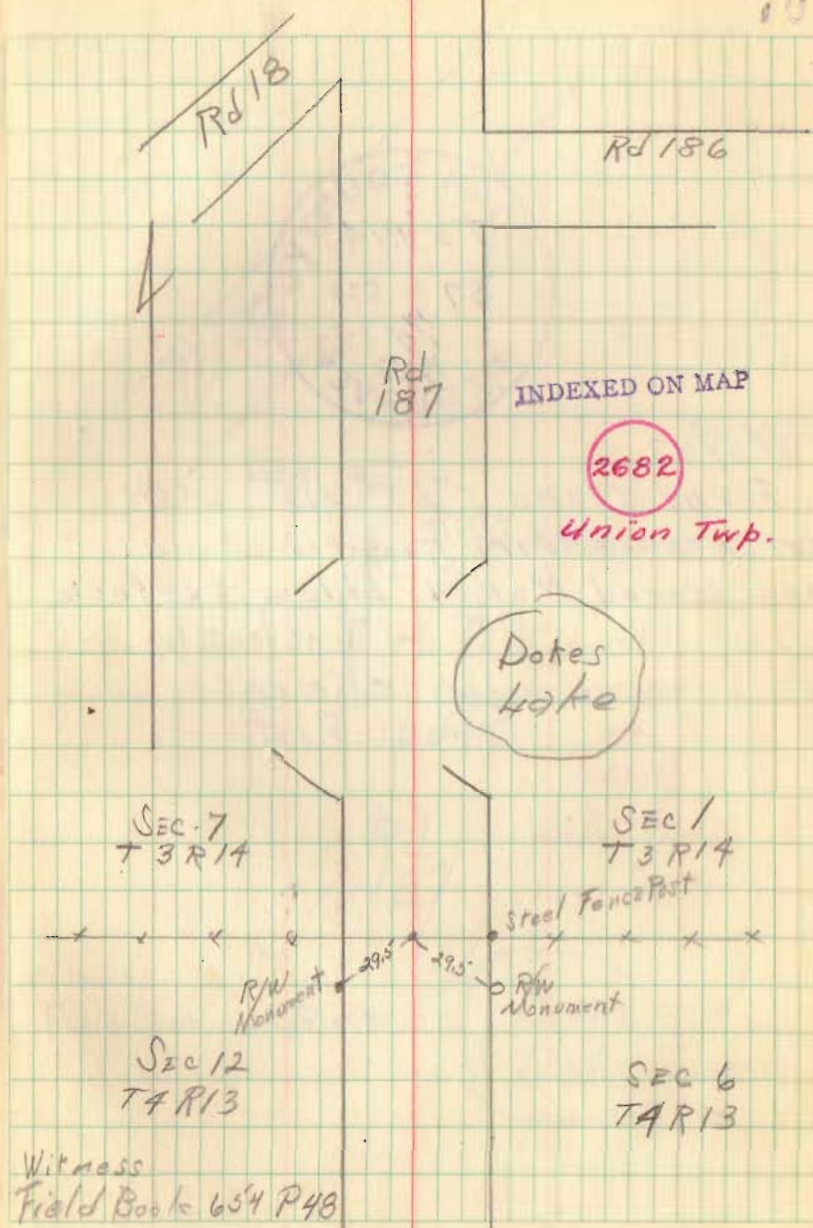 Rd 18
Rd 186
Rd
187
INDEXED ON MAP
2682
Union Twp.
Dokes
Lake
SEC-7
T 3 R14
SEC 1
T 3 R14
Steel Fence Post
29.5
29.5
R/W
Monument
R/W
Monument
SEC 12
T4 R13
SEC 6
T4 R13
Witness
Field Book 654 P48